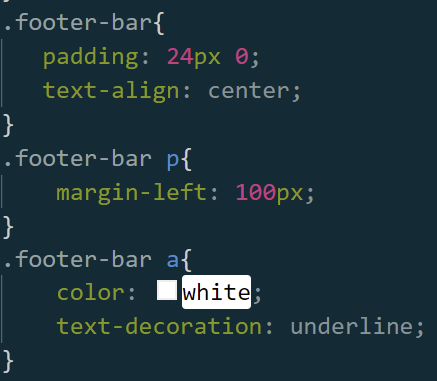 .footer-bar{
padding: 24px 0;
text-align: center;
}
.footer-bar p{
margin-left: 100px;
}
.footer-bar a{
color: white;
text-decoration: underline;
}